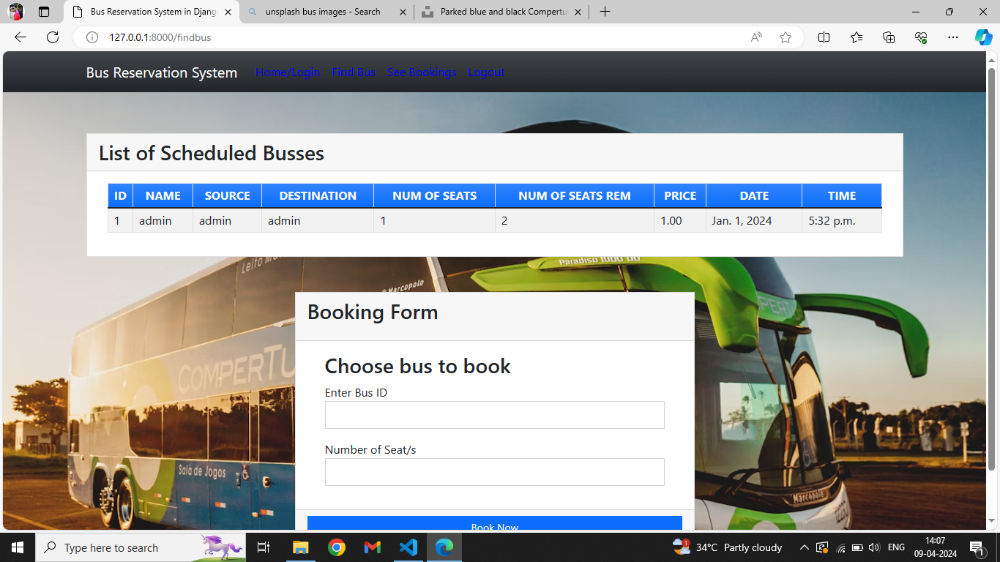 Bus Reservation System in Djang
unsplash bus images - Search
Parked blue and black Compertu
127.0.0.1:8000/findbus
Bus Reservation System Home/Login Find Bus See Bookings Logout
List of Scheduled Busses
ID NAME SOURCE DESTINATION NUM OF SEATS NUM OF SEATS REM PRICE DATE TIME
1 admin admin admin 1 2 1.00 Jan. 1, 2024 5:32 p.m.
Leito
Paradiso 1800 DD
Marcopolo
COMPERTU
Booking Form
Choose bus to book
Enter Bus ID
Number of Seat/s
Sala de Jogos
Marcopolo
Book Now
Type here to search
34°C Partly cloudy
ENG
14:07
09-04-2024
1